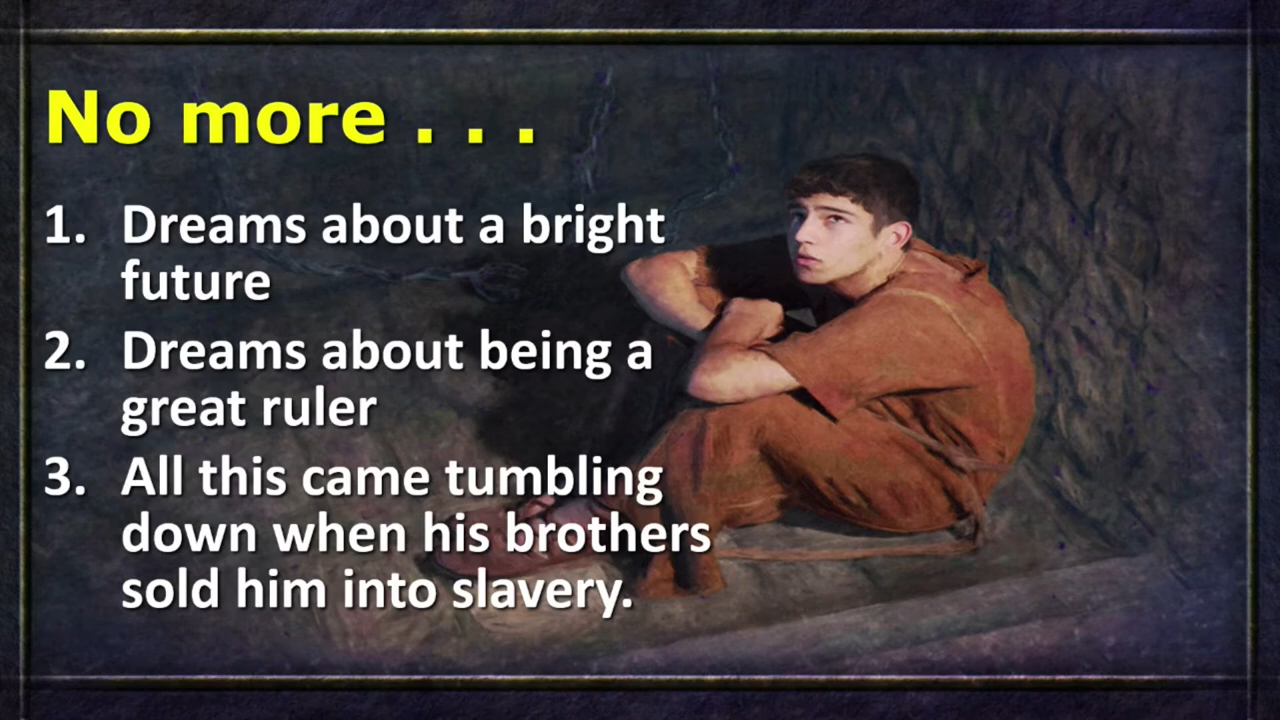 No more . . .
1. Dreams about a bright
future
2. Dreams about being a
great ruler
3. All this came tumbling
down when his brothers
sold him into slavery.